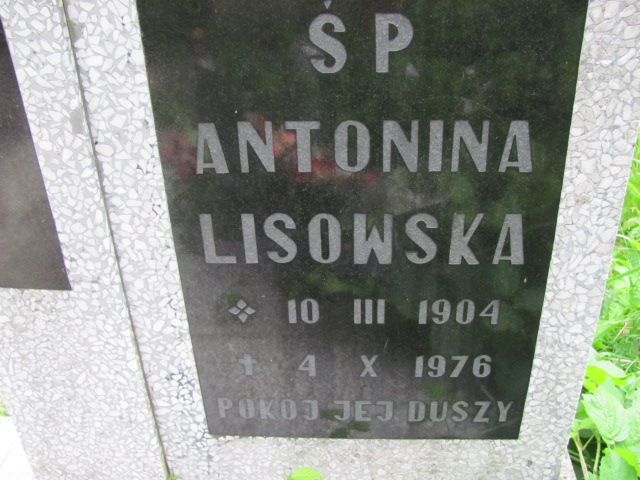 ŚP
ANTONINA
LISOWSKA
❖ 10 III 1904
✝ 4 X 1976
POKÓJ JEJ DUSZY